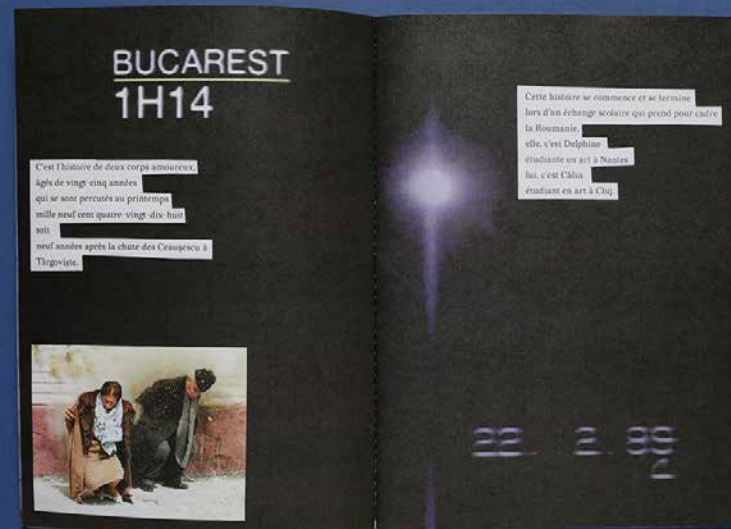 BUCAREST
1H14
C'est l'histoire de deux corps amoureux,
âgés de vingt-cinq années
qui se sont percutés au printemps
mille neuf cent quatre-vingt-dix-huit
soit
neuf années après la chute des Ceaușescu à
Târgoviste.
Cette histoire se commence et se termine
lors d'un échange scolaire qui prend pour cadre
la Roumanie.
elle, c'est Delphine
étudiante en art à Nantes
lui, c'est Călin
étudiant en art à Cluj.
22. 2. 89